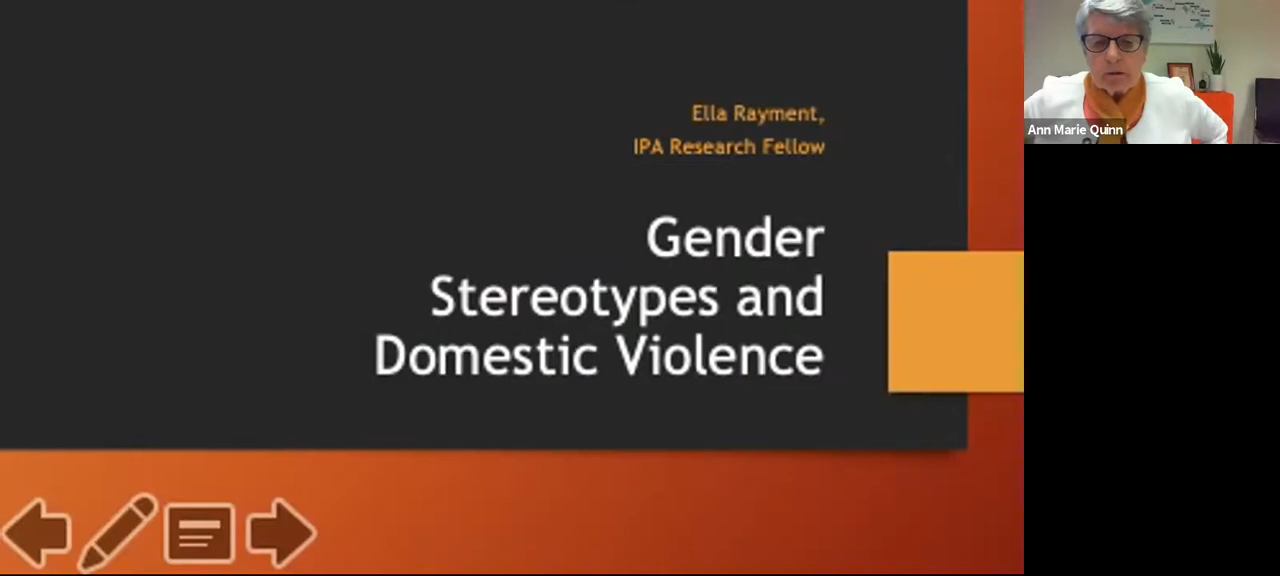 Ella Rayment,
IPA Research Fellow
Gender
Stereotypes and
Domestic Violence
Ann Marie Quinn